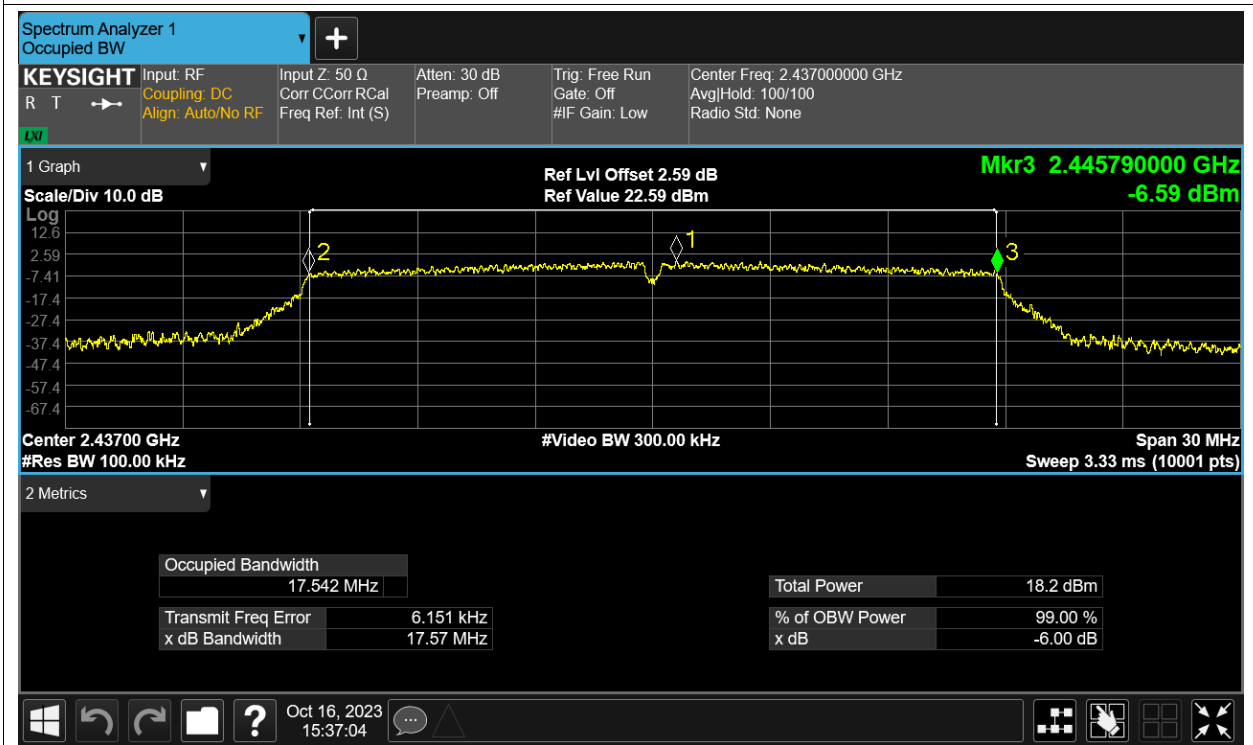 Spectrum Analyzer 1
Occupied BW
KEYSIGHT
R T
LXI
Input: RF
Coupling: DC
Align: Auto/No RF
Input Z: 50 Ω
Corr CCorr RCal
Freq Ref: Int (S)
Atten: 30 dB
Preamp: Off
Trig: Free Run
Gate: Off
#IF Gain: Low
Center Freq: 2.437000000 GHz
Avg|Hold: 100/100
Radio Std: None
1 Graph
Scale/Div 10.0 dB
Ref Lvl Offset 2.59 dB
Ref Value 22.59 dBm
Mkr3 2.445790000 GHz
-6.59 dBm
Log
12.6
2.59
-7.41
-17.4
-27.4
-37.4
-47.4
-57.4
-67.4
2
1
3
Center 2.43700 GHz
#Res BW 100.00 kHz
#Video BW 300.00 kHz
Span 30 MHz
Sweep 3.33 ms (10001 pts)
2 Metrics
Occupied Bandwidth
17.542 MHz
Transmit Freq Error 6.151 kHz
x dB Bandwidth 17.57 MHz
Total Power 18.2 dBm
% of OBW Power 99.00 %
x dB -6.00 dB
?
Oct 16, 2023
15:37:04